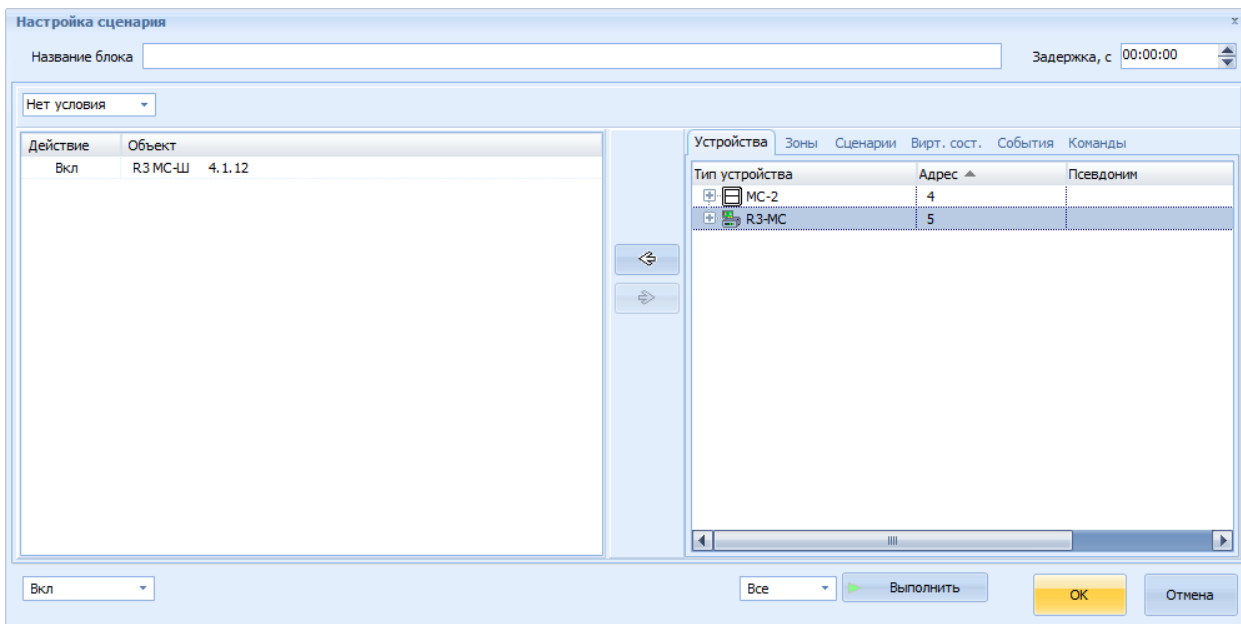 Настройка сценария
Название блока
Задержка, с 00:00:00
Нет условия
Действие Объект
Вкл R3 МС-Ш 4.1.12
Устройства Зоны Сценарии Вирт. сост. События Команды
Тип устройства Адрес Псевдоним
МС-2 4
R3-МС 5
Вкл
Все Выполнить ОК Отмена